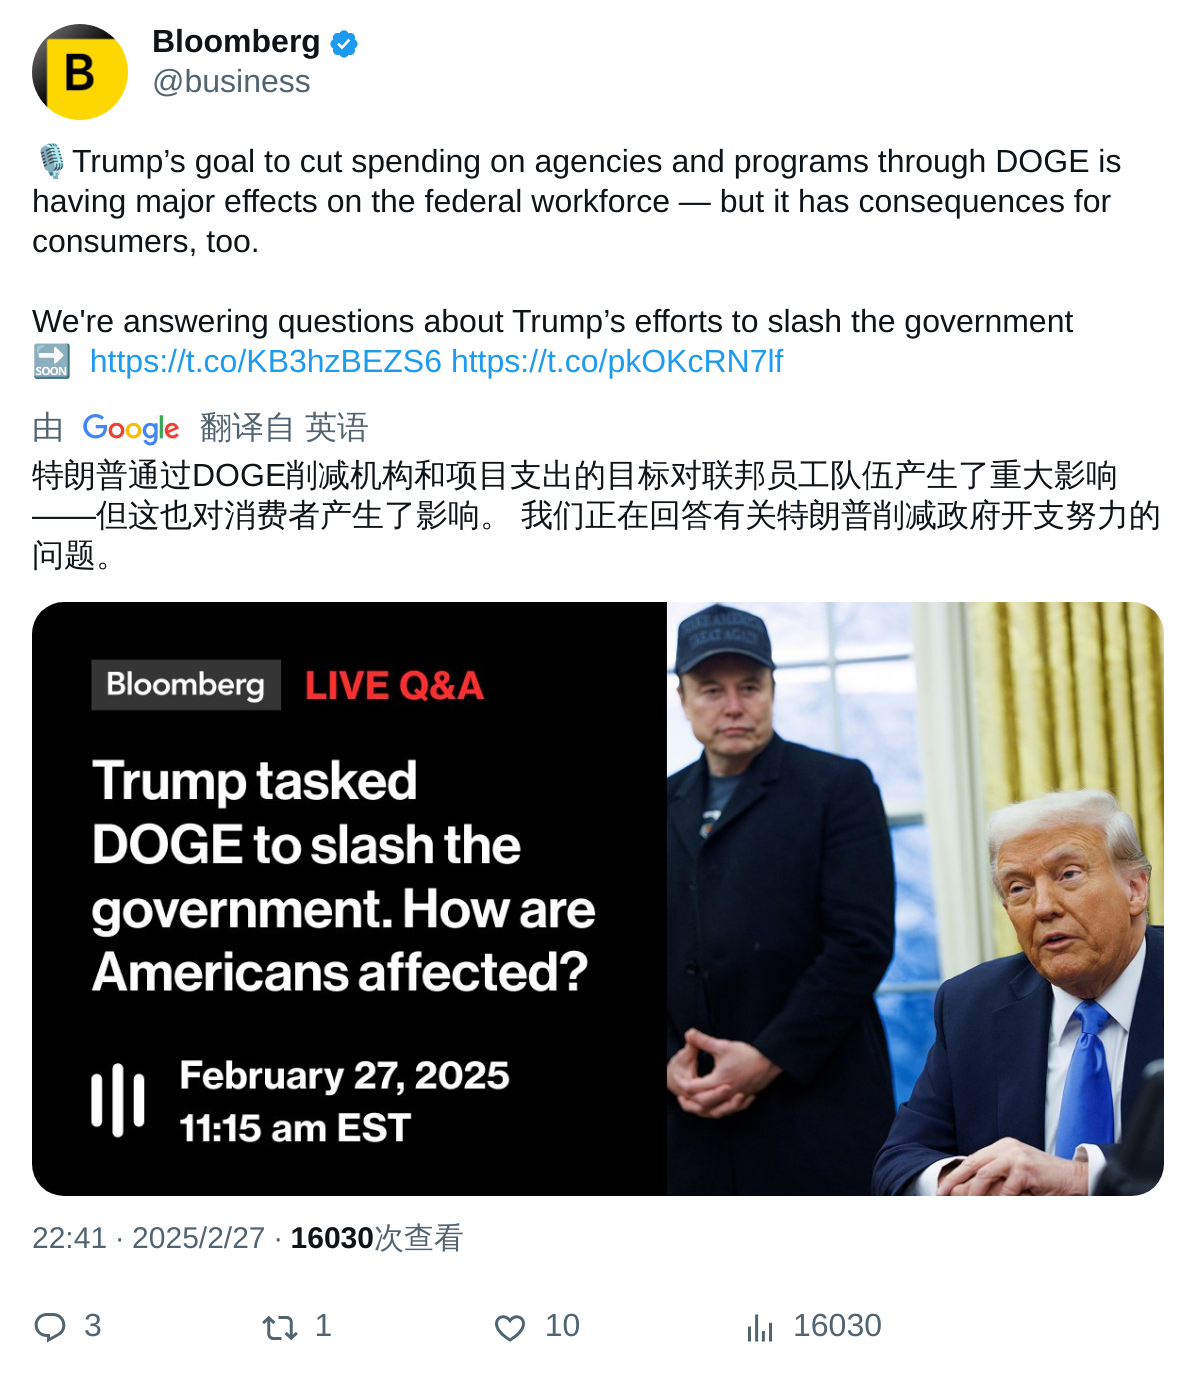 B
Bloomberg
@business
🎙️Trump’s goal to cut spending on agencies and programs through DOGE is
having major effects on the federal workforce — but it has consequences for
consumers, too.
We're answering questions about Trump’s efforts to slash the government
🔜 https://t.co/KB3hzBEZS6 https://t.co/pkOKcRN7lf
由 Google 翻译自 英语
特朗普通过DOGE削减机构和项目支出的目标对联邦员工队伍产生了重大影响
——但这也对消费者产生了影响。 我们正在回答有关特朗普削减政府开支努力的
问题。
Bloomberg LIVE Q&A
Trump tasked
DOGE to slash the
government. How are
Americans affected?
February 27, 2025
11:15 am EST
MAKE AMERICA
GREAT AGAIN
22:41 · 2025/2/27 · 16030次查看
3 1 10 16030